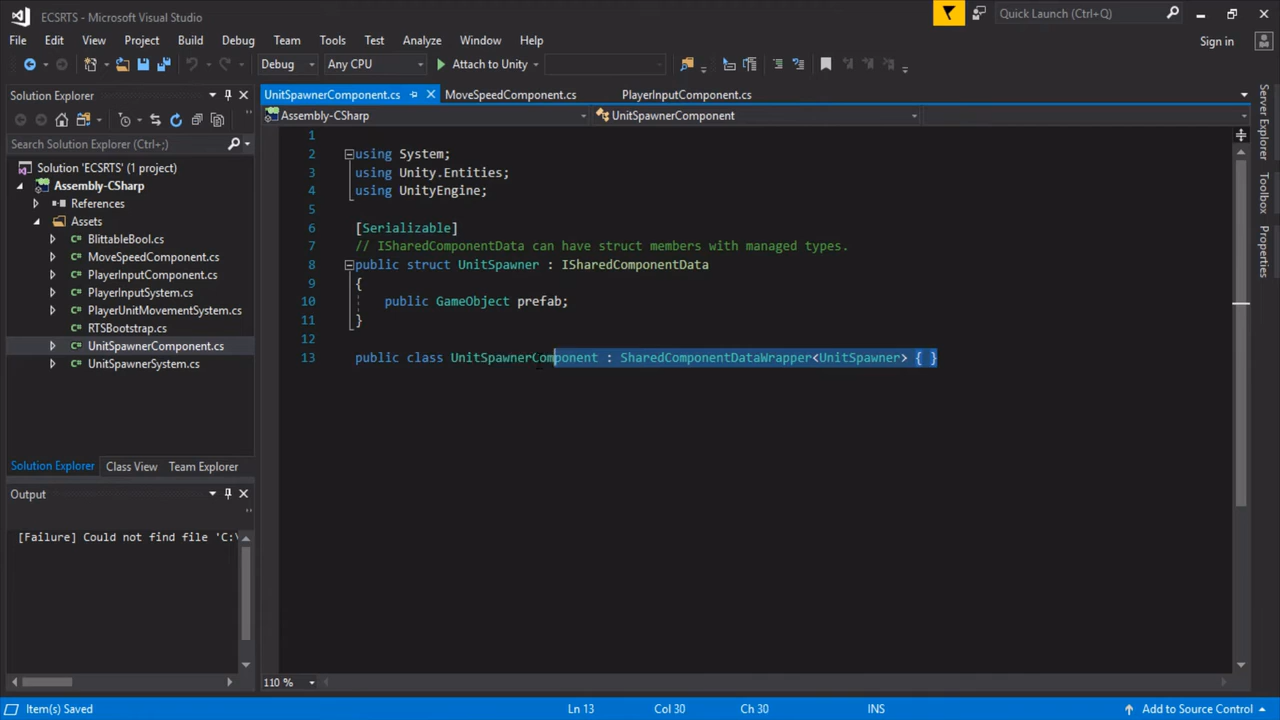 ECSRTS - Microsoft Visual Studio
Quick Launch (Ctrl+Q)
File Edit View Project Build Debug Team Tools Test Analyze Window Help
Sign in
Debug Any CPU Attach to Unity
Solution Explorer
UnitSpawnerComponent.cs MoveSpeedComponent.cs PlayerInputComponent.cs
Assembly-CSharp UnitSpawnerComponent
Search Solution Explorer (Ctrl+;)
Solution 'ECSRTS' (1 project)
Assembly-CSharp
References
Assets
BlittableBool.cs
MoveSpeedComponent.cs
PlayerInputComponent.cs
PlayerInputSystem.cs
PlayerUnitMovementSystem.cs
RTSBootstrap.cs
UnitSpawnerComponent.cs
UnitSpawnerSystem.cs
Solution Explorer Class View Team Explorer
Output
[Failure] Could not find file 'C:\
1
2 using System;
3 using Unity.Entities;
4 using UnityEngine;
5
6 [Serializable]
7 // ISharedComponentData can have struct members with managed types.
8 public struct UnitSpawner : ISharedComponentData
9 {
10 public GameObject prefab;
11 }
12
13 public class UnitSpawnerComponent : SharedComponentDataWrapper<UnitSpawner> { }
110 %
Server Explorer
Toolbox
Properties
Item(s) Saved Ln 13 Col 30 Ch 30 INS Add to Source Control